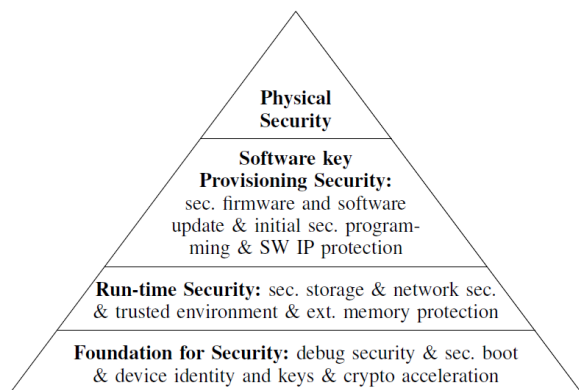 Physical
Security
Software key
Provisioning Security:
sec. firmware and software
update & initial sec. program-
ming & SW IP protection
Run-time Security: sec. storage & network sec.
& trusted environment & ext. memory protection
Foundation for Security: debug security & sec. boot
& device identity and keys & crypto acceleration